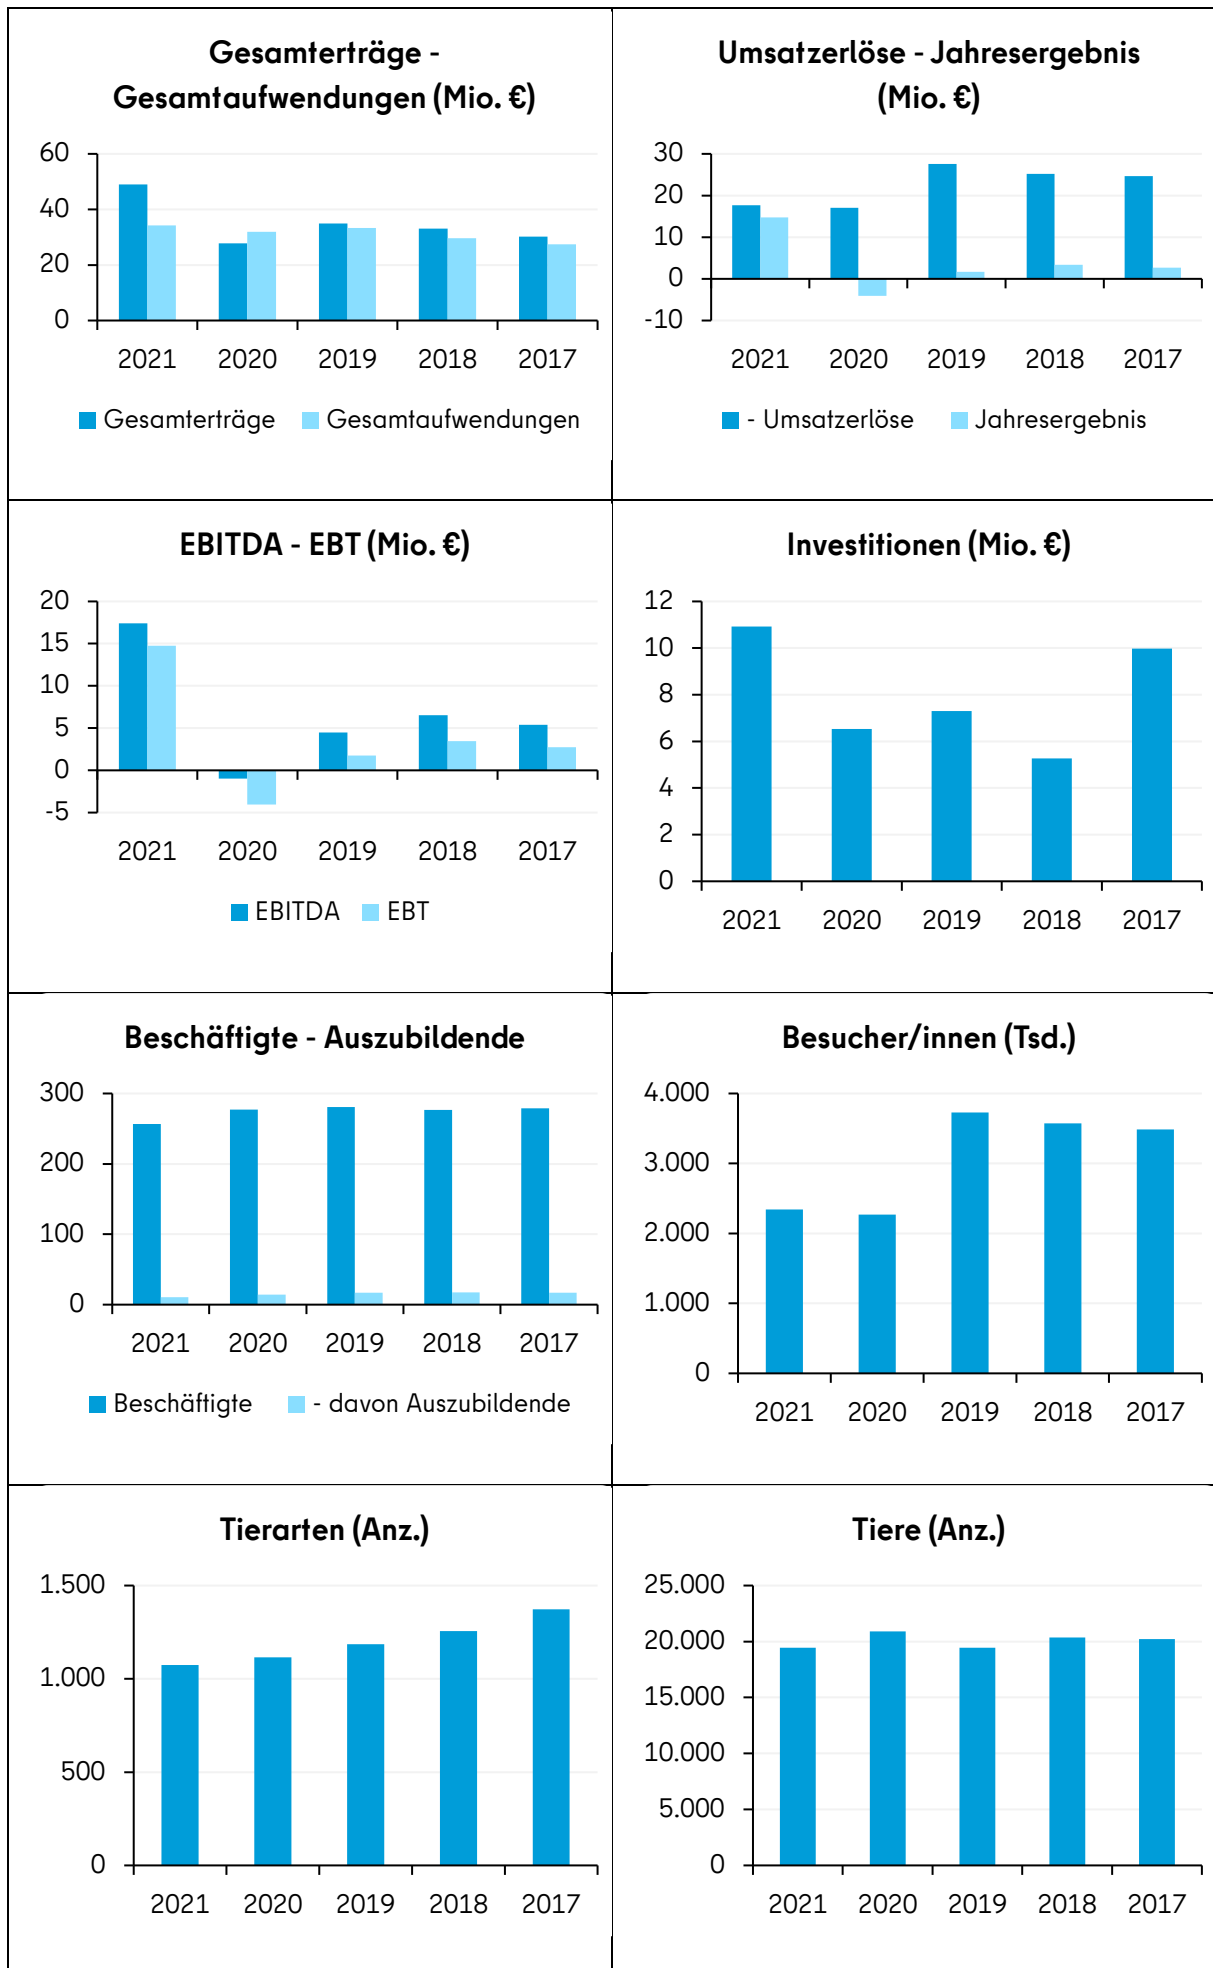 Gesamterträge -
Gesamtaufwendungen (Mio. €)
60
40
20
0
2021 2020 2019 2018 2017
Gesamterträge Gesamtaufwendungen
Umsatzerlöse - Jahresergebnis
(Mio. €)
30
20
10
0
-10
2021 2020 2019 2018 2017
- Umsatzerlöse Jahresergebnis
EBITDA - EBT (Mio. €)
20
15
10
5
0
-5
2021 2020 2019 2018 2017
EBITDA EBT
Investitionen (Mio. €)
12
10
8
6
4
2
0
2021 2020 2019 2018 2017
Beschäftigte - Auszubildende
300
200
100
0
2021 2020 2019 2018 2017
Beschäftigte - davon Auszubildende
Besucher/innen (Tsd.)
4.000
3.000
2.000
1.000
0
2021 2020 2019 2018 2017
Tierarten (Anz.)
1.500
1.000
500
0
2021 2020 2019 2018 2017
Tiere (Anz.)
25.000
20.000
15.000
10.000
5.000
0
2021 2020 2019 2018 2017